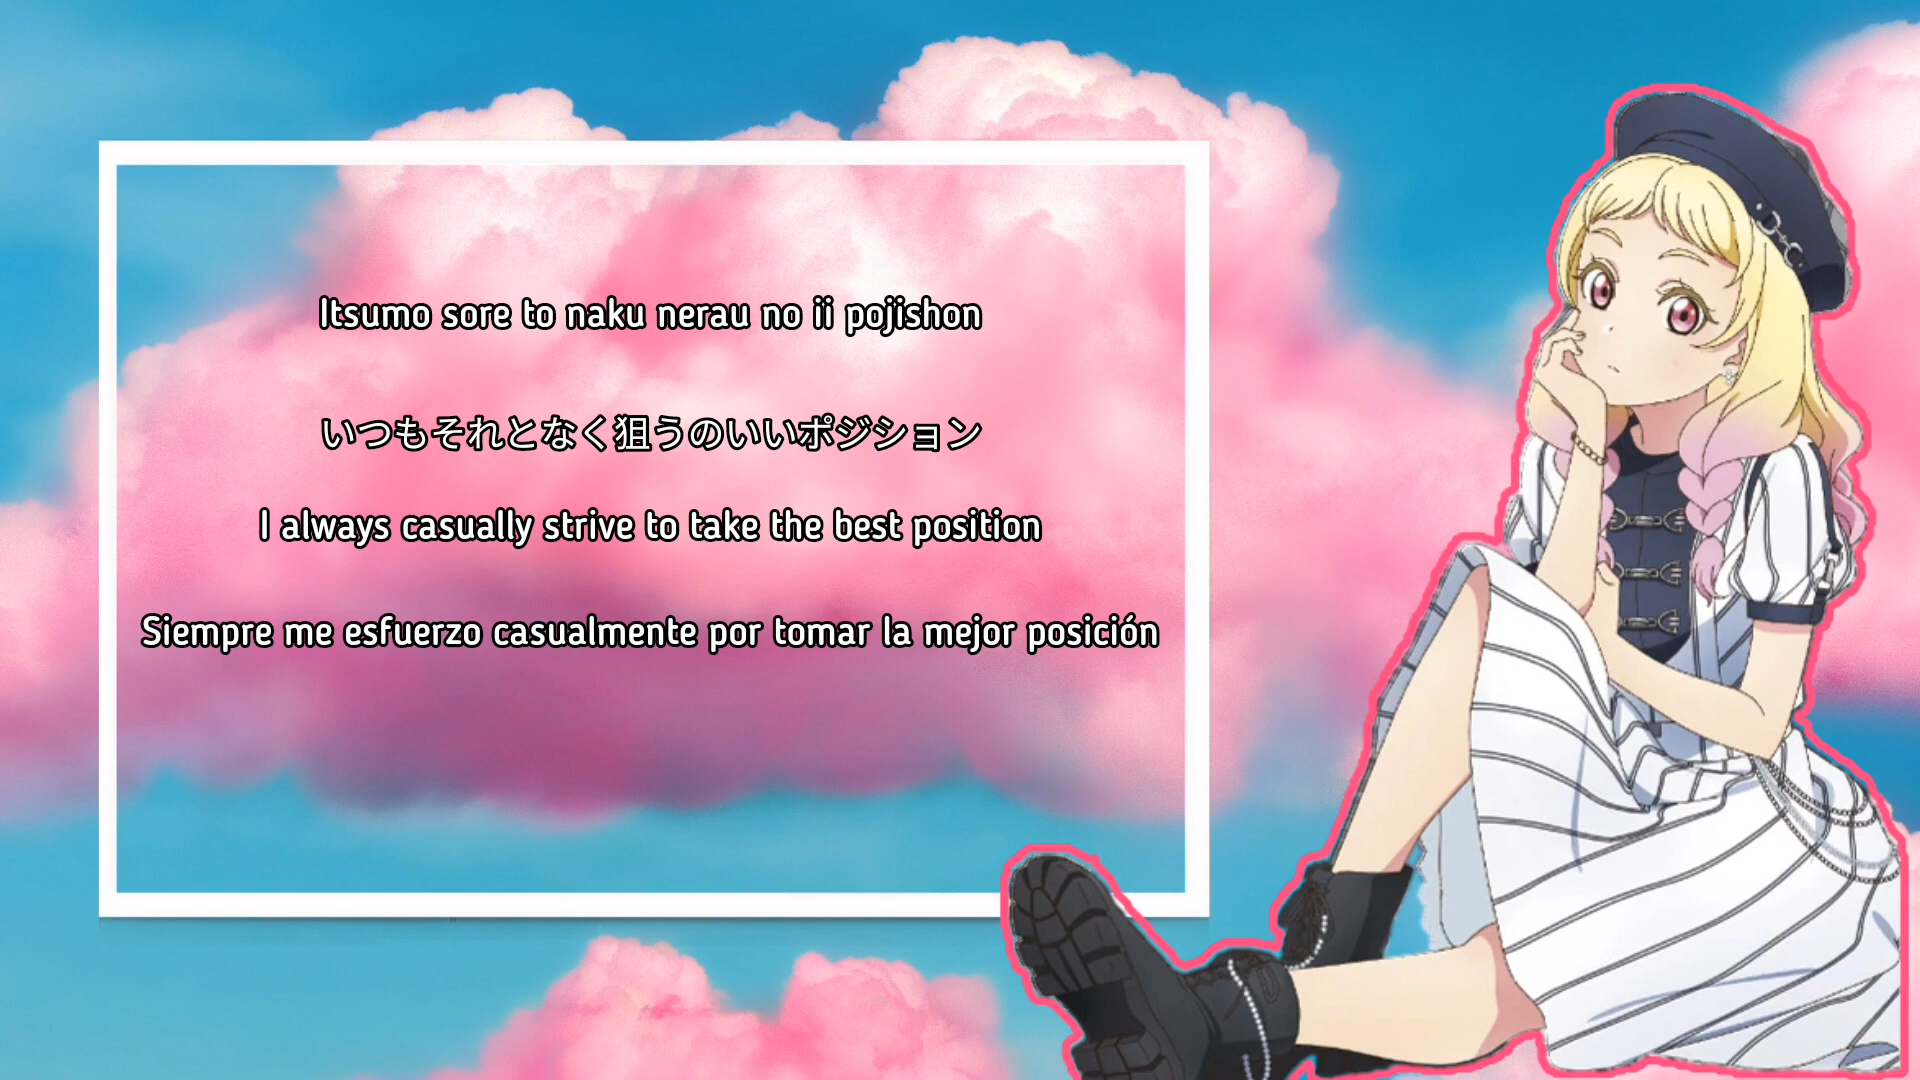 Itsumo sore to naku nerau no ii pojishon
いつもそれとなく狙うのいいポジション
I always casually strive to take the best position
Siempre me esfuerzo casualmente por tomar la mejor posición